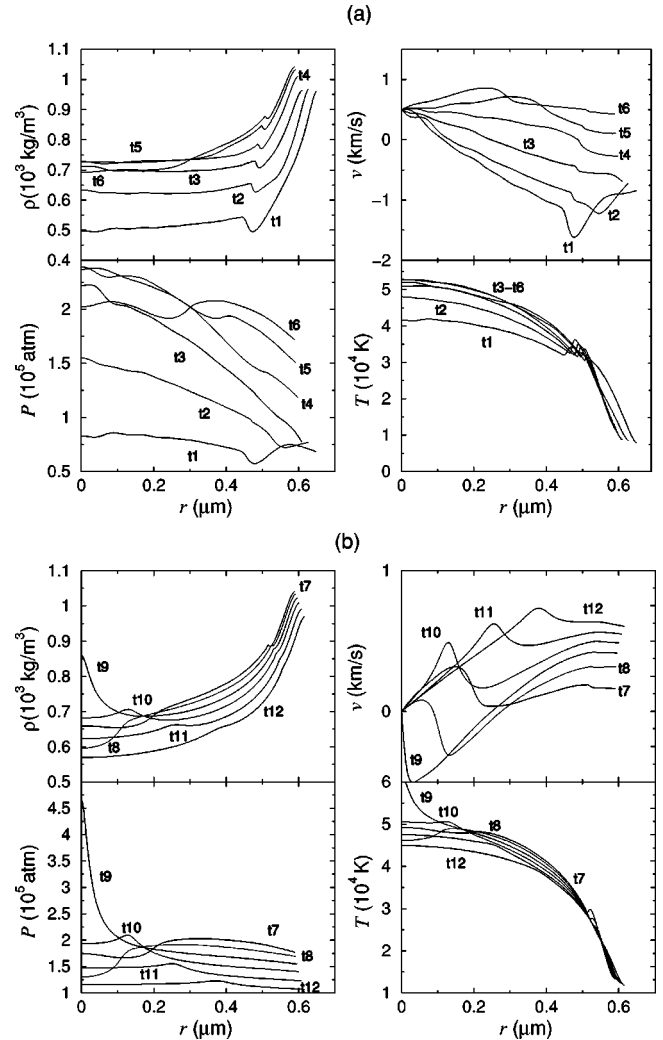 (a)
1.1
1
0.9
0.8
0.7
0.6
0.5
0.4
ρ(10³ kg/m³)
t4
t5
t6
t3
t2
t1
1
0
−1
−2
v (km/s)
t6
t5
t4
t3
t2
t1
2
1.5
1
0.5
P (10⁵ atm)
t6
t5
t4
t3
t2
t1
0
0.2
0.4
0.6
r (μm)
5
4
3
2
1
0
T (10⁴ K)
t3−t6
t2
t1
0
0.2
0.4
0.6
r (μm)
(b)
1.1
1
0.9
0.8
0.7
0.6
0.5
ρ(10³ kg/m³)
t7
t9
t10
t8
t11
t12
1
0
v (km/s)
t10
t11
t12
t8
t7
t9
4.5
4
3.5
3
2.5
2
1.5
1
P (10⁵ atm)
t9
t10
t7
t8
t11
t12
0
0.2
0.4
0.6
r (μm)
6
5
4
3
2
1
0
T (10⁴ K)
t9
t10
t8
t12
t7
0
0.2
0.4
0.6
r (μm)